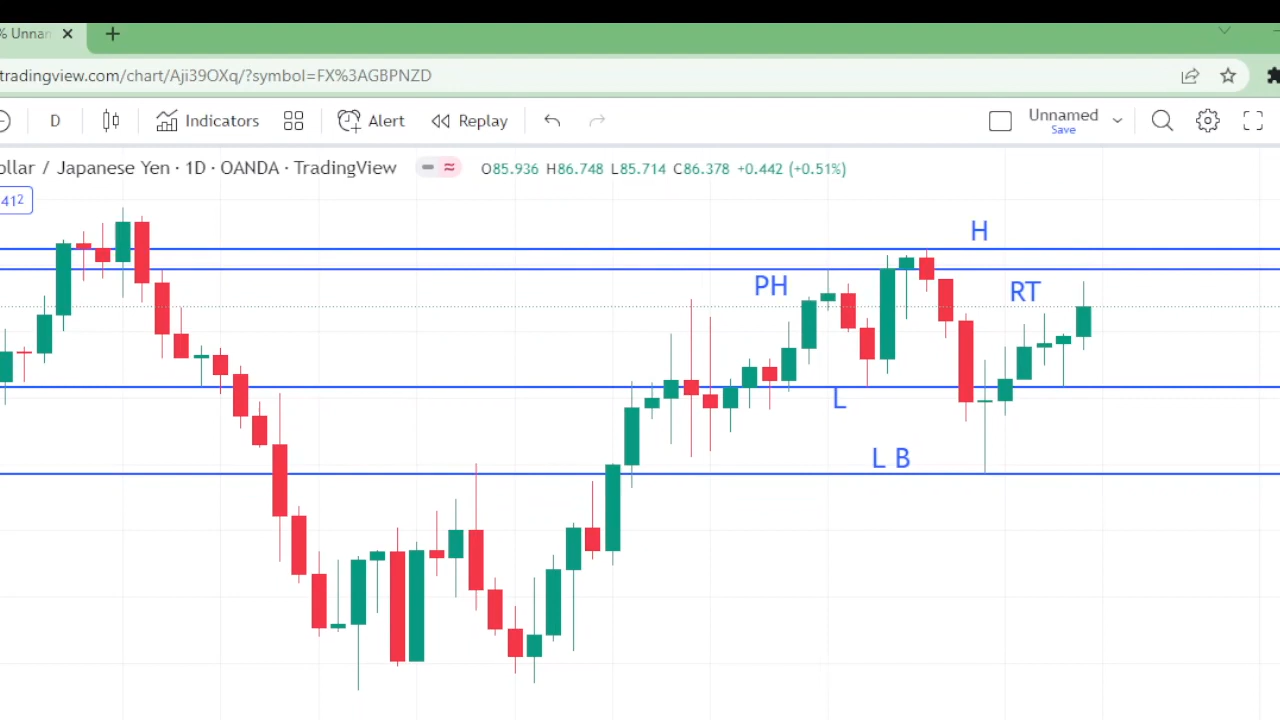 % Unnan
tradingview.com/chart/Aji39OXq/?symbol=FX%3AGBPNZD
D Indicators Alert Replay Unnamed
Save
ollar / Japanese Yen · 1D · OANDA · TradingView O85.936 H86.748 L85.714 C86.378 +0.442 (+0.51%)
412
H
PH RT
L
L B